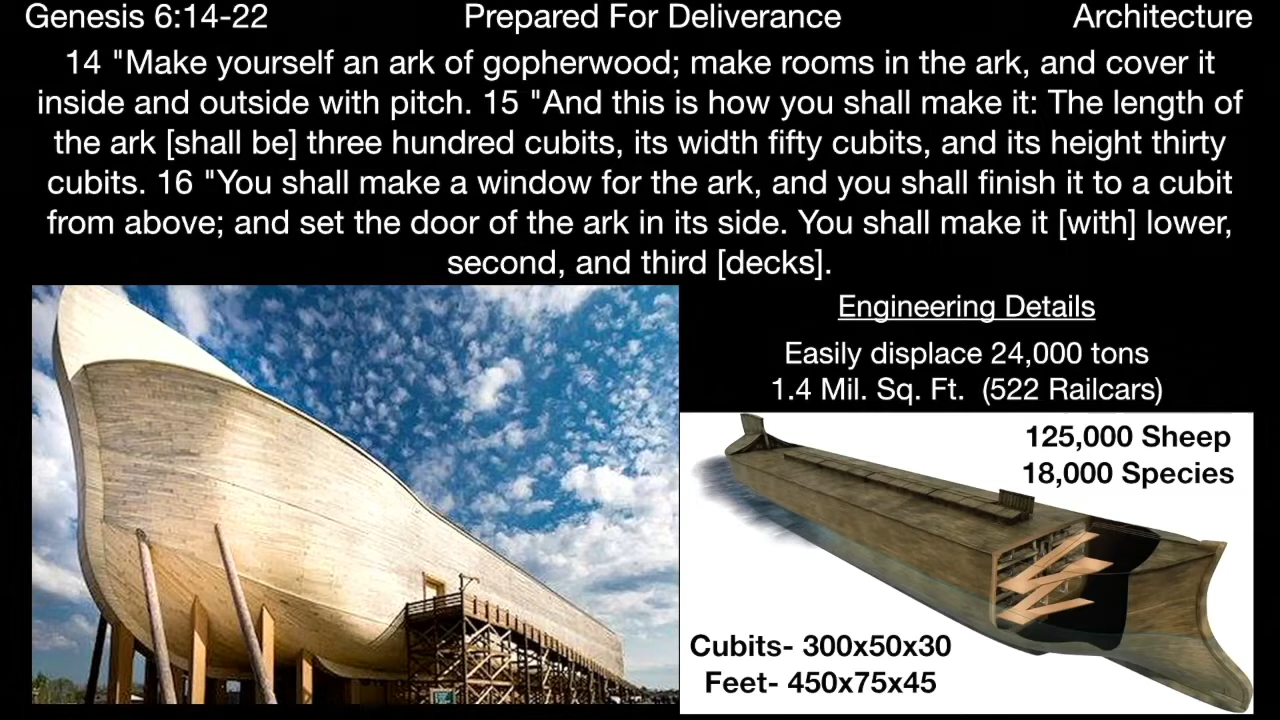 Genesis 6:14-22 Prepared For Deliverance Architecture
14 "Make yourself an ark of gopherwood; make rooms in the ark, and cover it
inside and outside with pitch. 15 "And this is how you shall make it: The length of
the ark [shall be] three hundred cubits, its width fifty cubits, and its height thirty
cubits. 16 "You shall make a window for the ark, and you shall finish it to a cubit
from above; and set the door of the ark in its side. You shall make it [with] lower,
second, and third [decks].
Engineering Details
Easily displace 24,000 tons
1.4 Mil. Sq. Ft. (522 Railcars)
125,000 Sheep
18,000 Species
Cubits- 300x50x30
Feet- 450x75x45